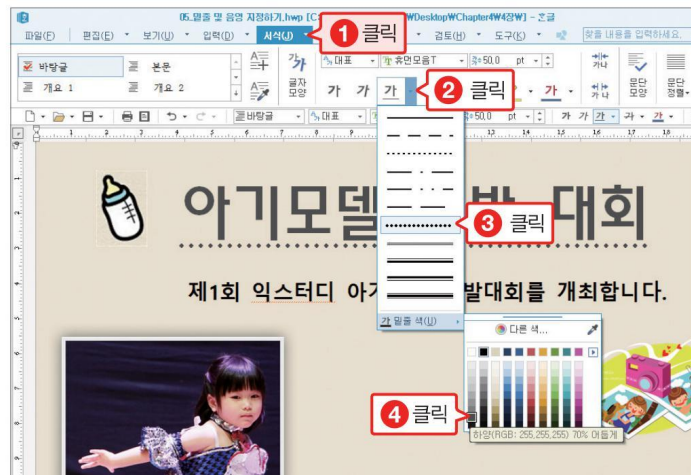 05_밑줄 및 음영 지정하기.hwp [C:
₩Desktop₩Chapter4₩4장₩] - 흔글
파일(F) 편집(E) 보기(U) 입력(D) 서식(J) 검토(H) 도구(K) 찾을 내용을 입력하세요.
1 클릭
바탕글 본문 대표 휴먼모음T 50,0 pt
개요 1 개요 2 글자 모양 가 가 가 가
문단 모양 문단 정렬
2 클릭
바탕글 대표 50,0 pt 가 가 가 과 가
3 클릭
아기모델 발 대회
제1회 익스터디 아기 발대회를 개최합니다.
밑줄 색(U)
다른 색...
4 클릭
하양(RGB: 255,255,255) 70% 어둡게